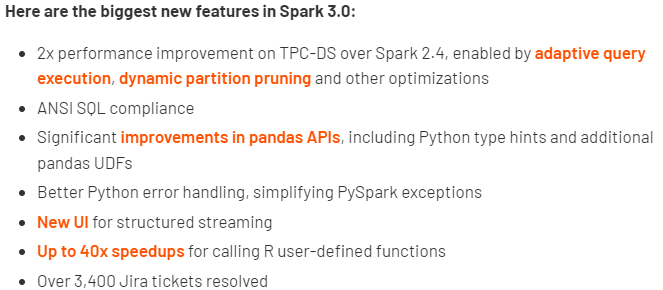 Here are the biggest new features in Spark 3.0:
• 2x performance improvement on TPC-DS over Spark 2.4, enabled by adaptive query
execution, dynamic partition pruning and other optimizations
• ANSI SQL compliance
• Significant improvements in pandas APIs, including Python type hints and additional
pandas UDFs
• Better Python error handling, simplifying PySpark exceptions
• New UI for structured streaming
• Up to 40x speedups for calling R user-defined functions
• Over 3,400 Jira tickets resolved